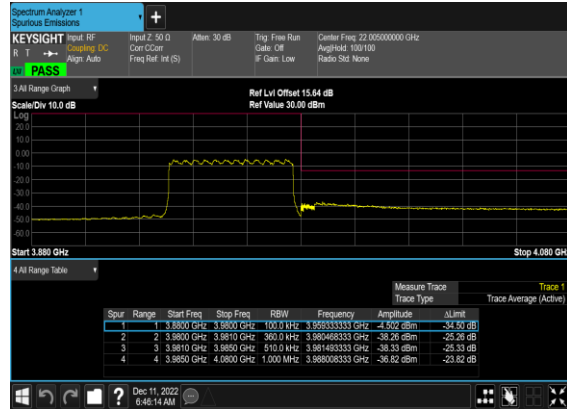 Spectrum Analyzer 1
Spurious Emissions
KEYSIGHT Input: RF Input Z: 50 Ω Atten: 30 dB Trig: Free Run Center Freq: 22.005000000 GHz
R T Coupling: DC Corr CCorr Gate: Off Avg|Hold: 100/100
Align: Auto Freq Ref: Int (S) IF Gain: Low Radio Std: None
PASS
3 All Range Graph
Ref Lvl Offset 15.64 dB
Scale/Div 10.0 dB Ref Value 30.00 dBm
Log
20.0
10.0
0.00
-10.0
-20.0
-30.0
-40.0
-50.0
-60.0
Start 3.880 GHz Stop 4.080 GH
4 All Range Table
Measure Trace Trace 1
Trace Type Trace Average (Active)
Spur Range Start Freq Stop Freq RBW Frequency Amplitude ΔLimit
1 1 3.8800 GHz 3.9800 GHz 100.0 kHz 3.959333333 GHz -4.502 dBm -34.50 dB
2 2 3.9800 GHz 3.9810 GHz 360.0 kHz 3.980468333 GHz -38.26 dBm -25.26 dB
3 3 3.9810 GHz 3.9850 GHz 510.0 kHz 3.981493333 GHz -38.33 dBm -25.33 dB
4 4 3.9850 GHz 4.0800 GHz 1.000 MHz 3.988008333 GHz -36.82 dBm -23.82 dB
? Dec 11, 2022
6:46:14 AM